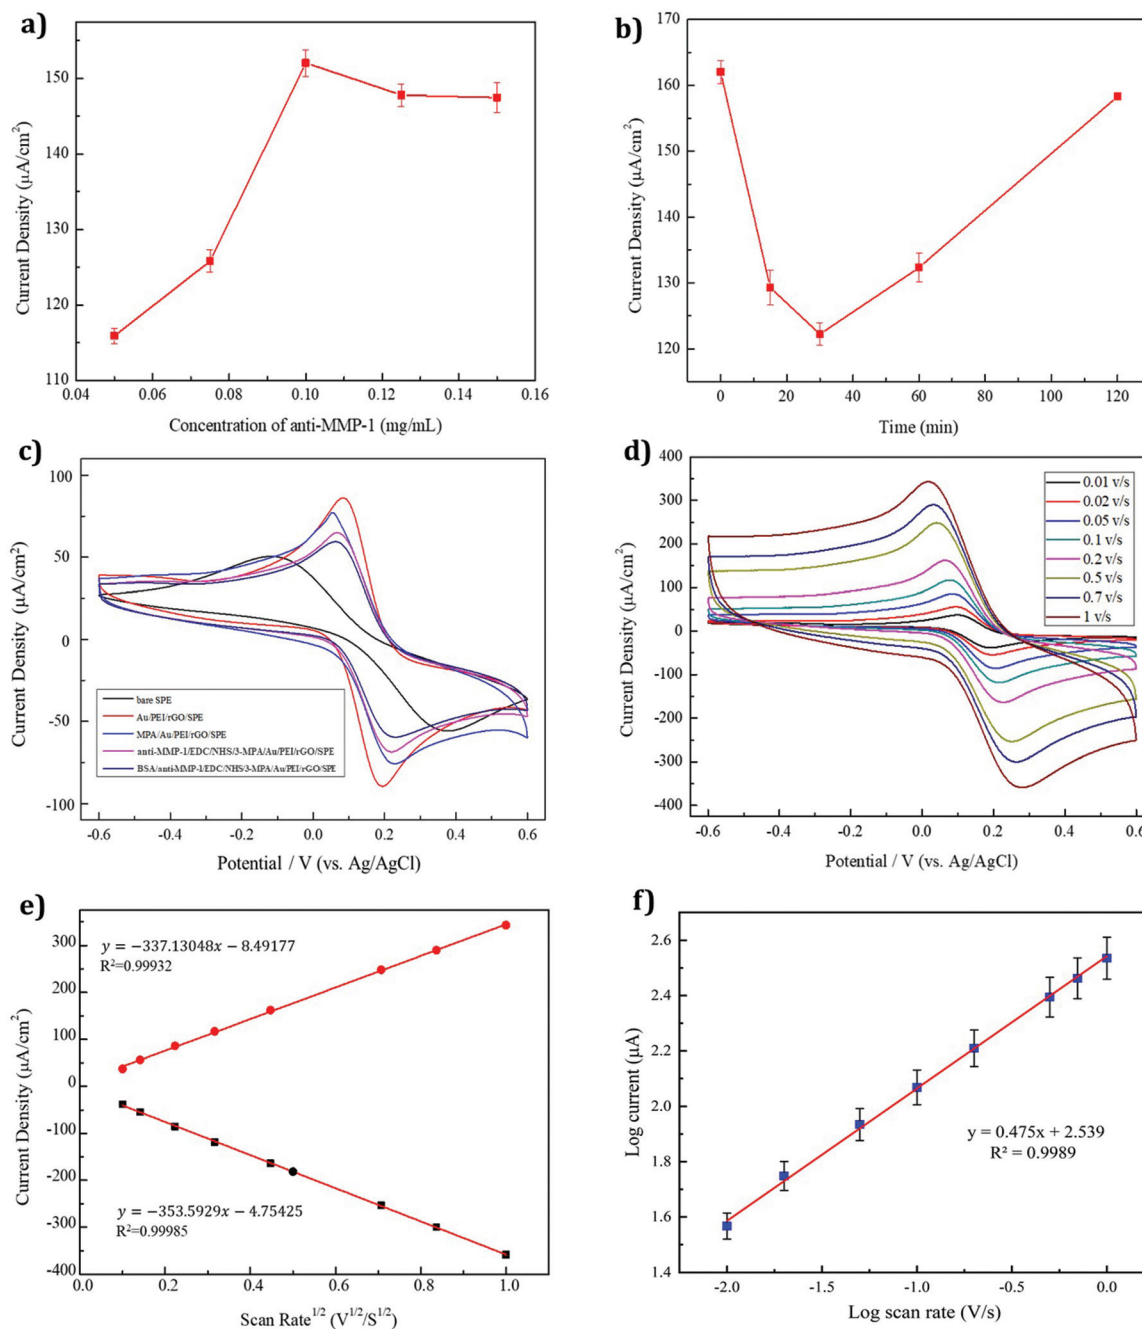 a)
150
140
130
120
110
0.04 0.06 0.08 0.10 0.12 0.14 0.16
Current Density (μA/cm²)
Concentration of anti-MMP-1 (mg/mL)
b)
170
160
150
140
130
120
0 20 40 60 80 100 120
Current Density (μA/cm²)
Time (min)
c)
100
50
0
-50
-100
-0.6 -0.4 -0.2 0.0 0.2 0.4 0.6
Current Density (μA/cm²)
Potential / V (vs. Ag/AgCl)
bare SPE
Au/PEI/rGO/SPE
MPA/Au/PEI/rGO/SPE
anti-MMP-1/EDC/NHS/3-MPA/Au/PEI/rGO/SPE
BSA/anti-MMP-1/EDC/NHS/3-MPA/Au/PEI/rGO/SPE
d)
400
300
200
100
0
-100
-200
-300
-400
-0.6 -0.4 -0.2 0.0 0.2 0.4 0.6
Current Density (μA/cm²)
Potential / V (vs. Ag/AgCl)
0.01 v/s
0.02 v/s
0.05 v/s
0.1 v/s
0.2 v/s
0.5 v/s
0.7 v/s
1 v/s
e)
300
200
100
0
-100
-200
-300
-400
0.0 0.2 0.4 0.6 0.8 1.0
Current Density (μA/cm²)
Scan Rate^1/2 (V^1/2/S^1/2)
y = −337.13048x − 8.49177
R²=0.99932
y = −353.5929x − 4.75425
R²=0.99985
f)
2.6
2.4
2.2
2.0
1.8
1.6
1.4
-2.0 -1.5 -1.0 -0.5 0.0
Log current (μA)
Log scan rate (V/s)
y = 0.475x + 2.539
R² = 0.9989